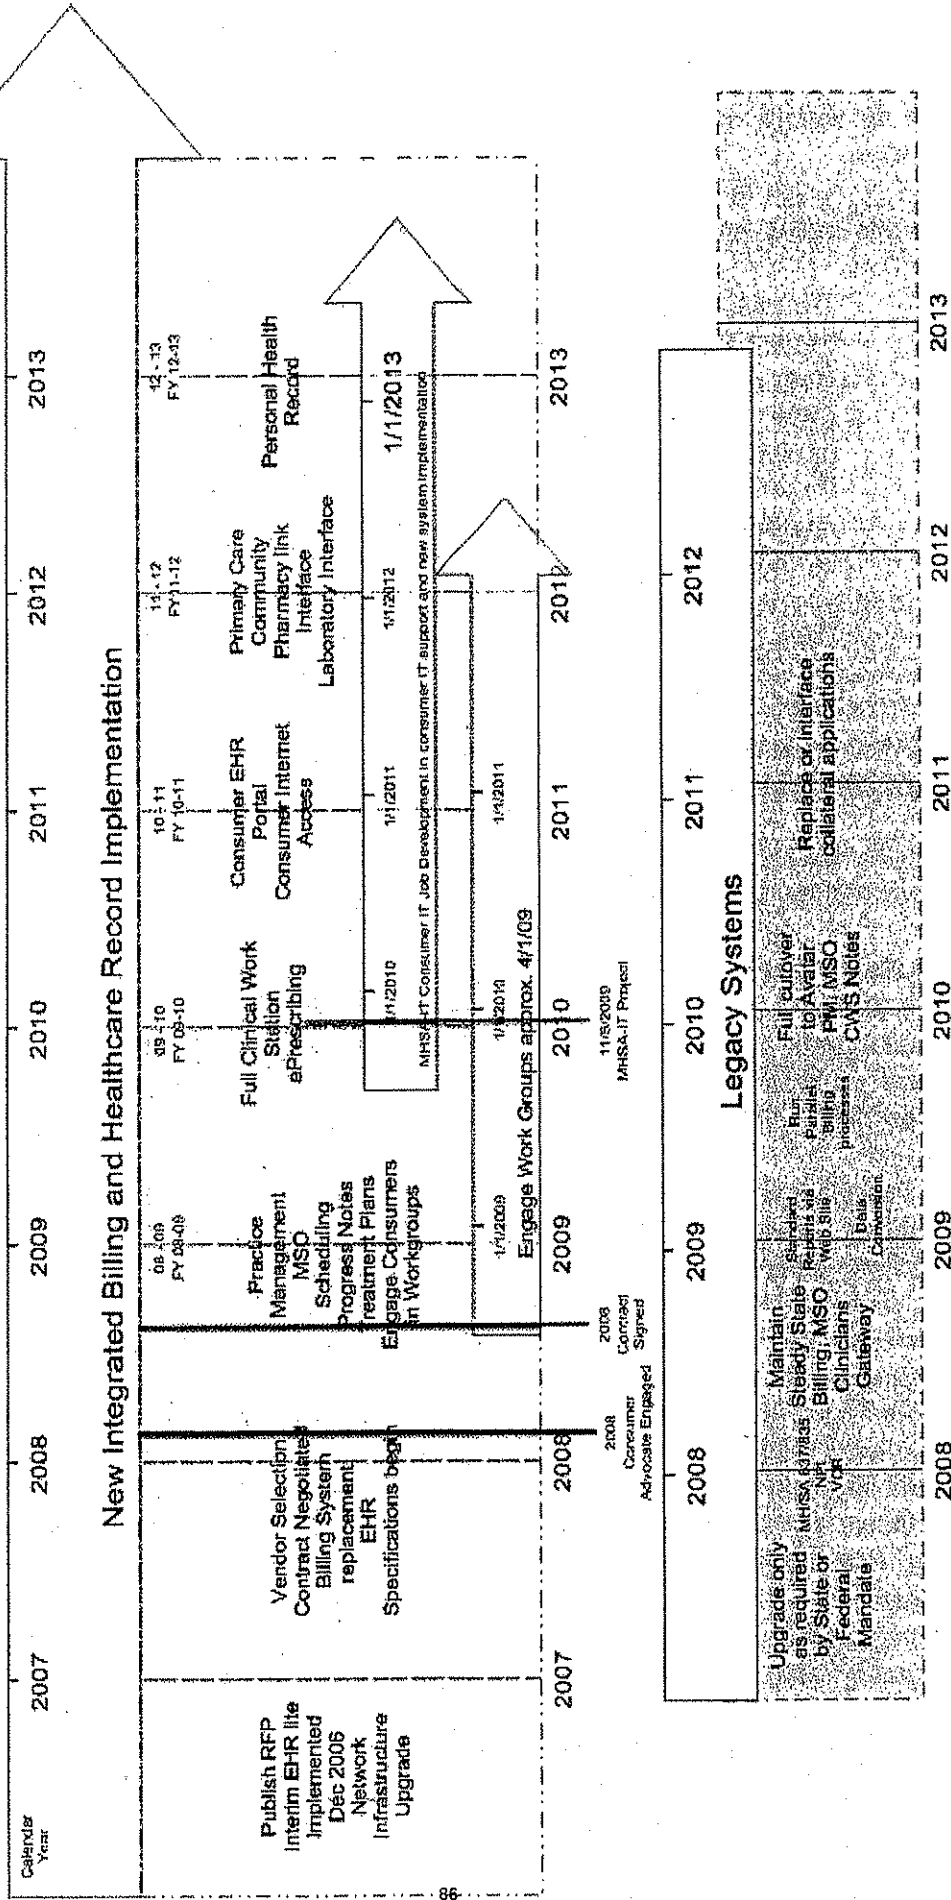 Calendar
Year
2007
2008
2009
2010
2011
2012
2013
New Integrated Billing and Healthcare Record Implementation
08 - 09
FY 08-09
09 - 10
FY 09-10
10 - 11
FY 10-11
11 - 12
FY 11-12
12 - 13
FY 12-13
Publish RFP
Interim EHR lite
Implemented
Dec 2006
Network
Infrastructure
Upgrade
Vendor Selection
Contract Negotiated
Billing System
replacement
EHR
Specifications begin
Practice
Management
MSO
Scheduling
Progress Notes
Treatment Plans
Engage Consumers
in Workgroups
Full Clinical Work
Station
ePrescribing
Consumer EHR
Portal
Consumer Internet
Access
Primary Care
Community
Pharmacy link
Interface
Laboratory Interface
Personal Health
Record
1/1/2010
1/1/2011
1/1/2012
1/1/2013
MHSA-IT Consumer IT Job Development in consumer IT support and new system implementation
1/1/2009
1/1/2010
1/1/2011
Engage Work Groups approx. 4/1/09
2007
2008
2009
2010
2011
2012
2013
2008
Consumer
Advocate Engaged
2008
Contract
Signed
11/5/2009
MHSA-IT Proposal
2008
2009
2010
2011
2012
Legacy Systems
Upgrade only
as required
by State or
Federal
Mandate
MHSA 837/835
NPI
VOR
Maintain
Steady State
Billing, MSO
Clinicians
Gateway
Standard
Reports via
Web Site
Data
Conversion
Run
Parallel
billing
processes
Full cutover
to Avatar
PM, MSO
CWS Notes
Replace or interface
collateral applications
2008
2009
2010
2011
2012
2013
86